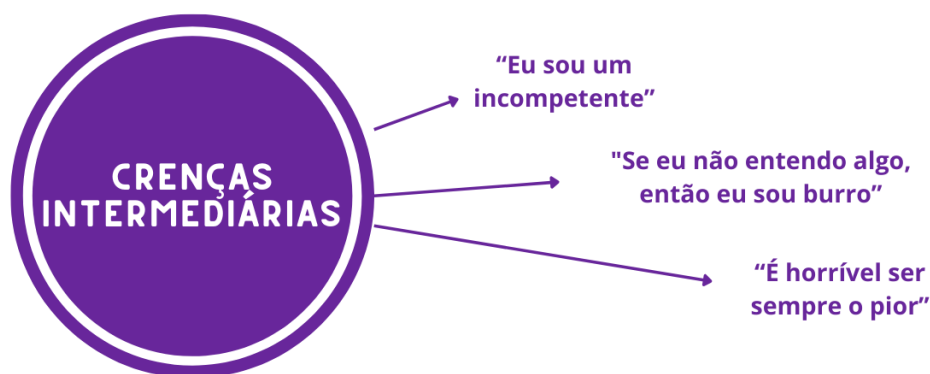 CRENÇAS
INTERMEDIÁRIAS
“Eu sou um
incompetente”
"Se eu não entendo algo,
então eu sou burro”
“É horrível ser
sempre o pior”